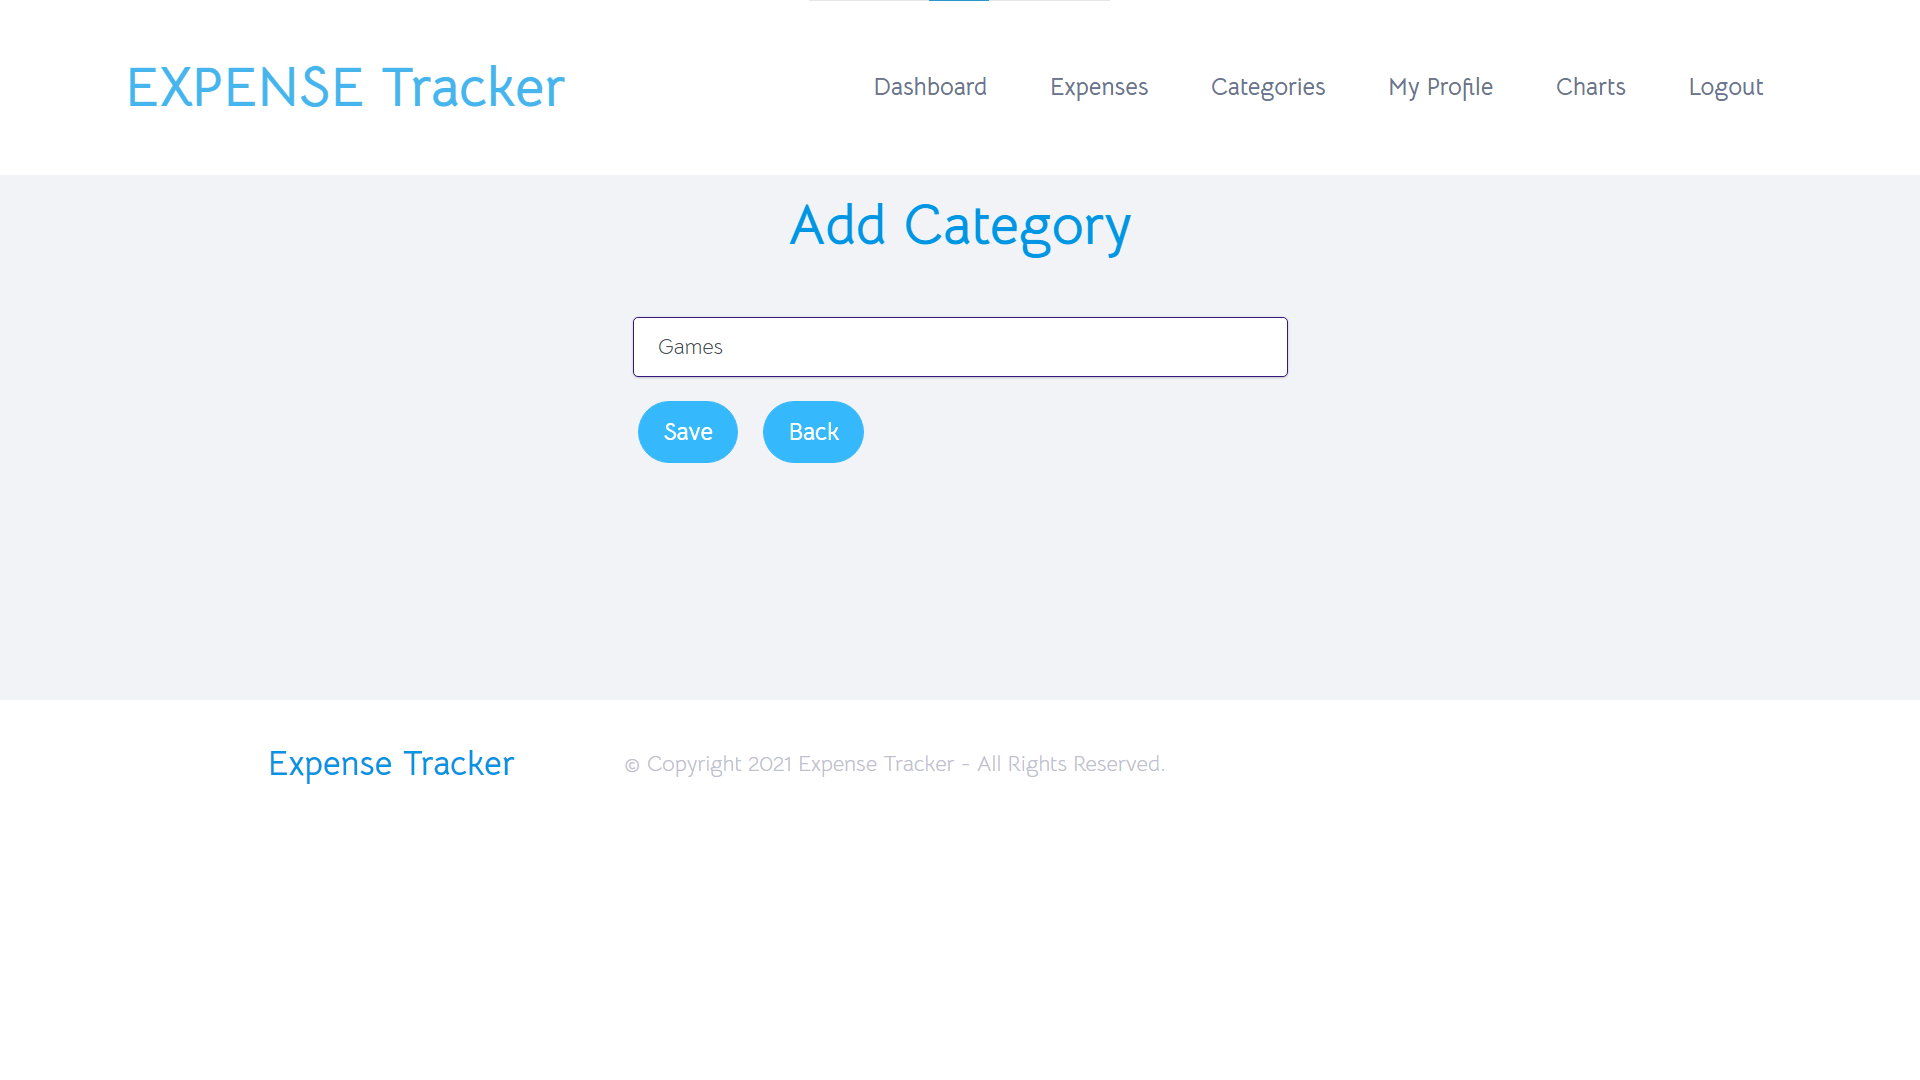 EXPENSE Tracker
Dashboard
Expenses
Categories
My Profile
Charts
Logout
Add Category
Games
Save
Back
Expense Tracker
© Copyright 2021 Expense Tracker - All Rights Reserved.